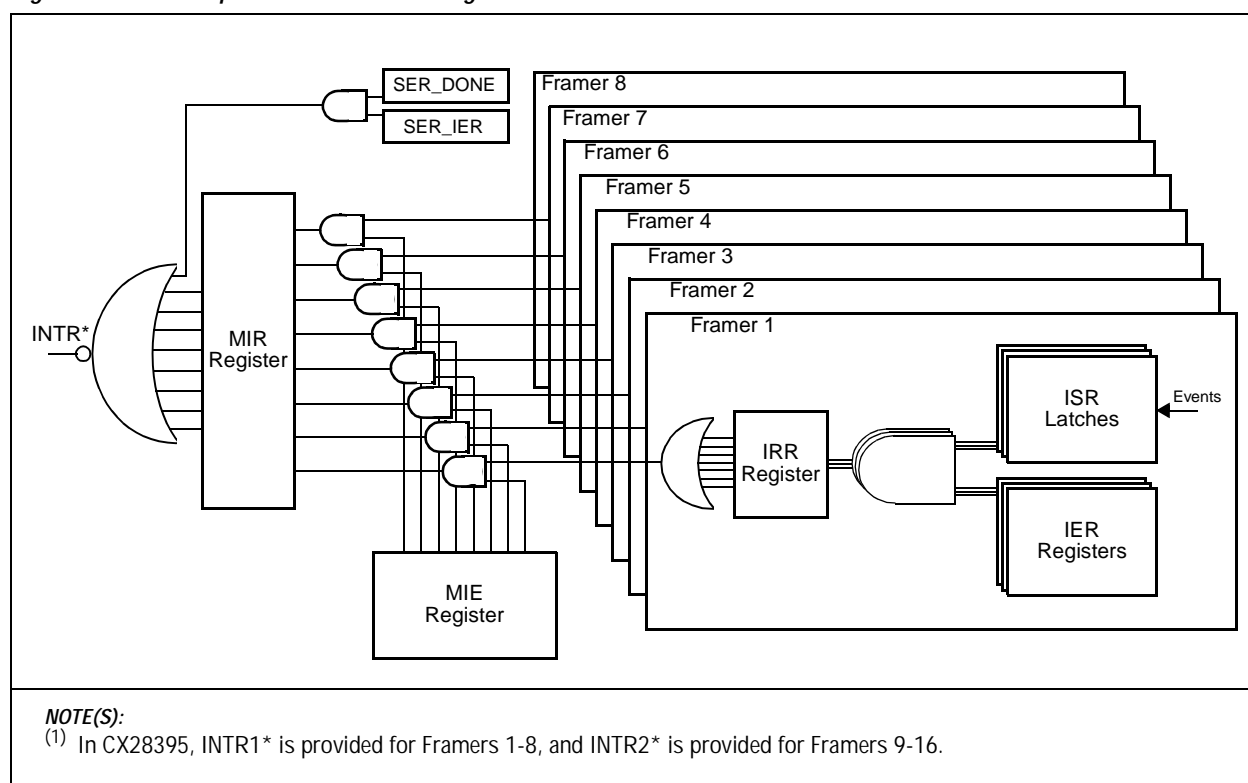 SER_DONE
SER_IER
Framer 8
Framer 7
Framer 6
Framer 5
Framer 4
Framer 3
Framer 2
Framer 1
INTR*
MIR
Register
ISR
Latches
Events
IRR
Register
IER
Registers
MIE
Register
NOTE(S):
(1) In CX28395, INTR1* is provided for Framers 1-8, and INTR2* is provided for Framers 9-16.